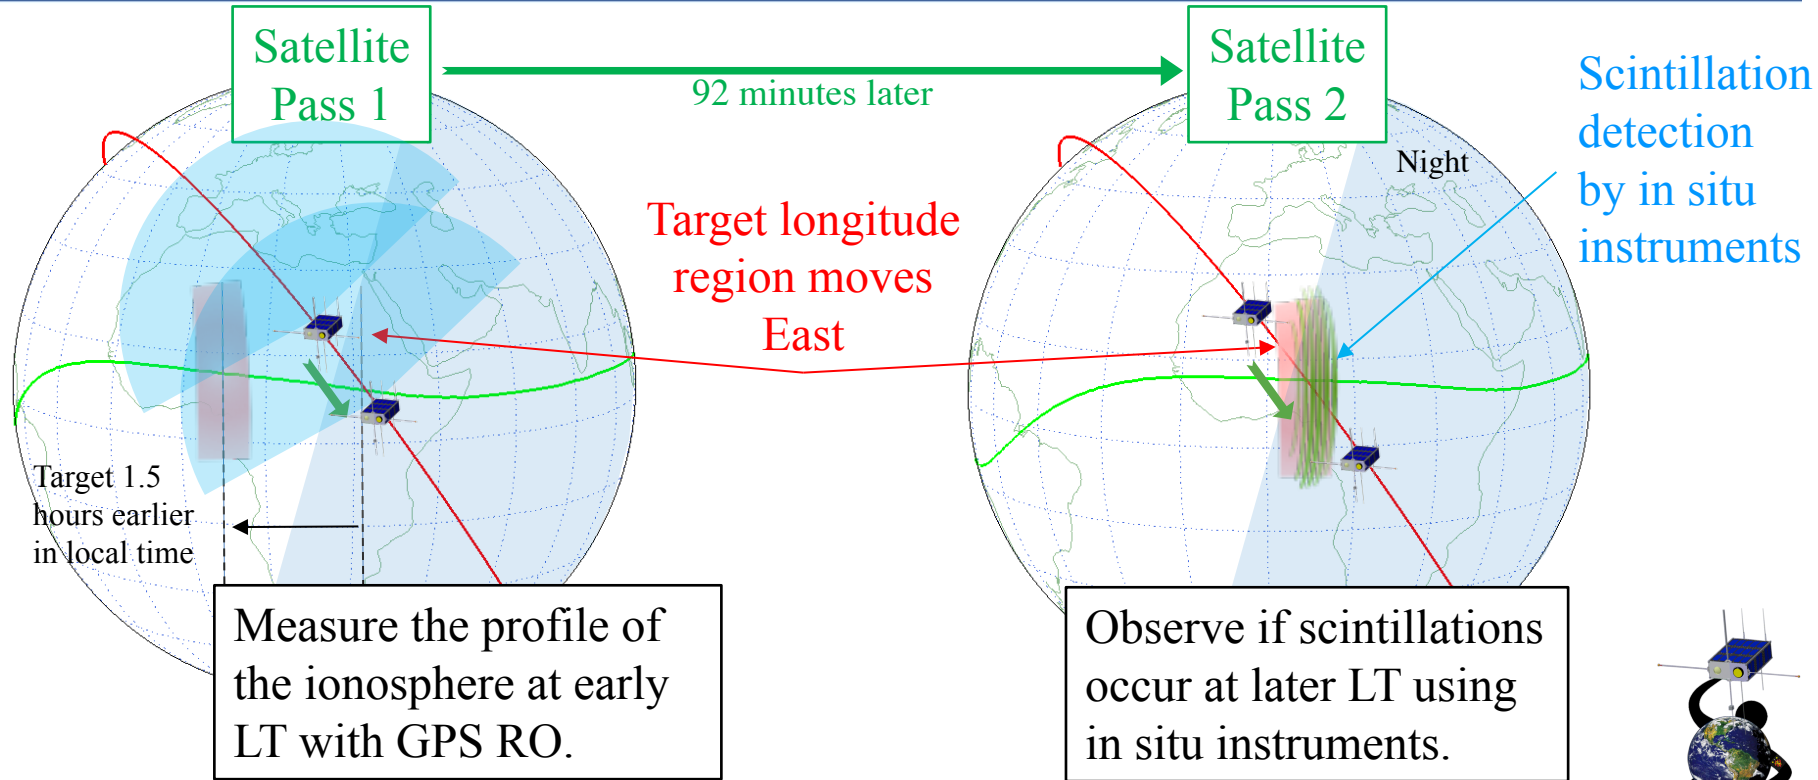 Satellite
Pass 1
92 minutes later
Satellite
Pass 2
Scintillation
detection
by in situ
instruments
Night
Target longitude
region moves
East
Target 1.5
hours earlier
in local time
Measure the profile of
the ionosphere at early
LT with GPS RO.
Observe if scintillations
occur at later LT using
in situ instruments.